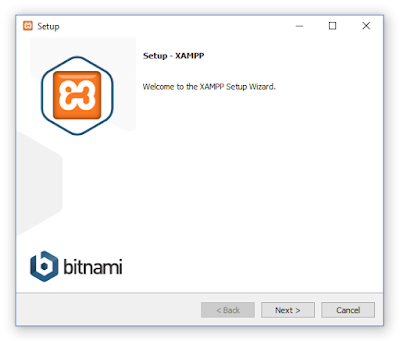 Setup
Setup - XAMPP
Welcome to the XAMPP Setup Wizard.
bitnami
< Back
Next >
Cancel